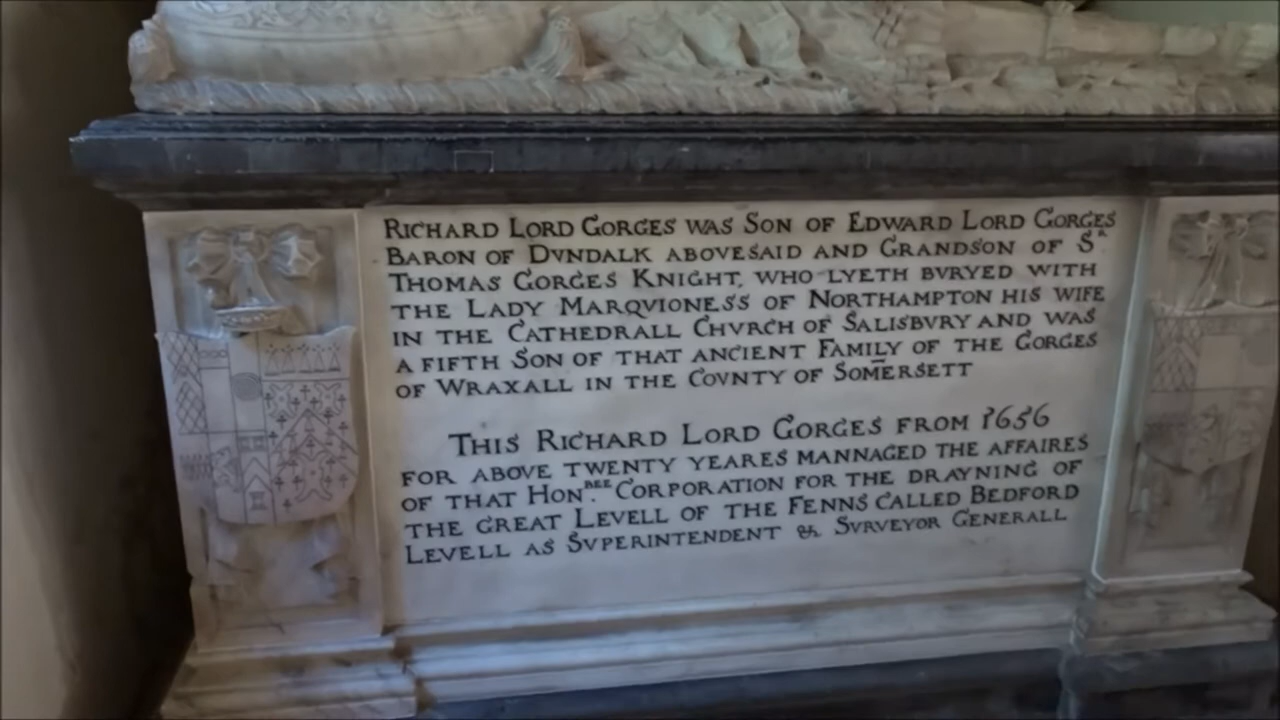 RICHARD LORD GORGES WAS SON OF EDWARD LORD GORGES
BARON OF DVNDALK ABOVESAID AND GRANDSON OF SR
THOMAS GORGES KNIGHT, WHO LYETH BVRYED WITH
THE LADY MARQVIONESS OF NORTHAMPTON HIS WIFE
IN THE CATHEDRALL CHVRCH OF SALISBVRY AND WAS
A FIFTH SON OF THAT ANCIENT FAMILY OF THE GORGES
OF WRAXALL IN THE COVNTY OF SOM̅ERSETT
THIS RICHARD LORD GORGES FROM 1656
FOR ABOVE TWENTY YEARES MANNAGED THE AFFAIRES
OF THAT HON.BLE CORPORATION FOR THE DRAYNING OF
THE GREAT LEVELL OF THE FENNS CALLED BEDFORD
LEVELL AS SVPERINTENDENT & SVRVEYOR GENERALL